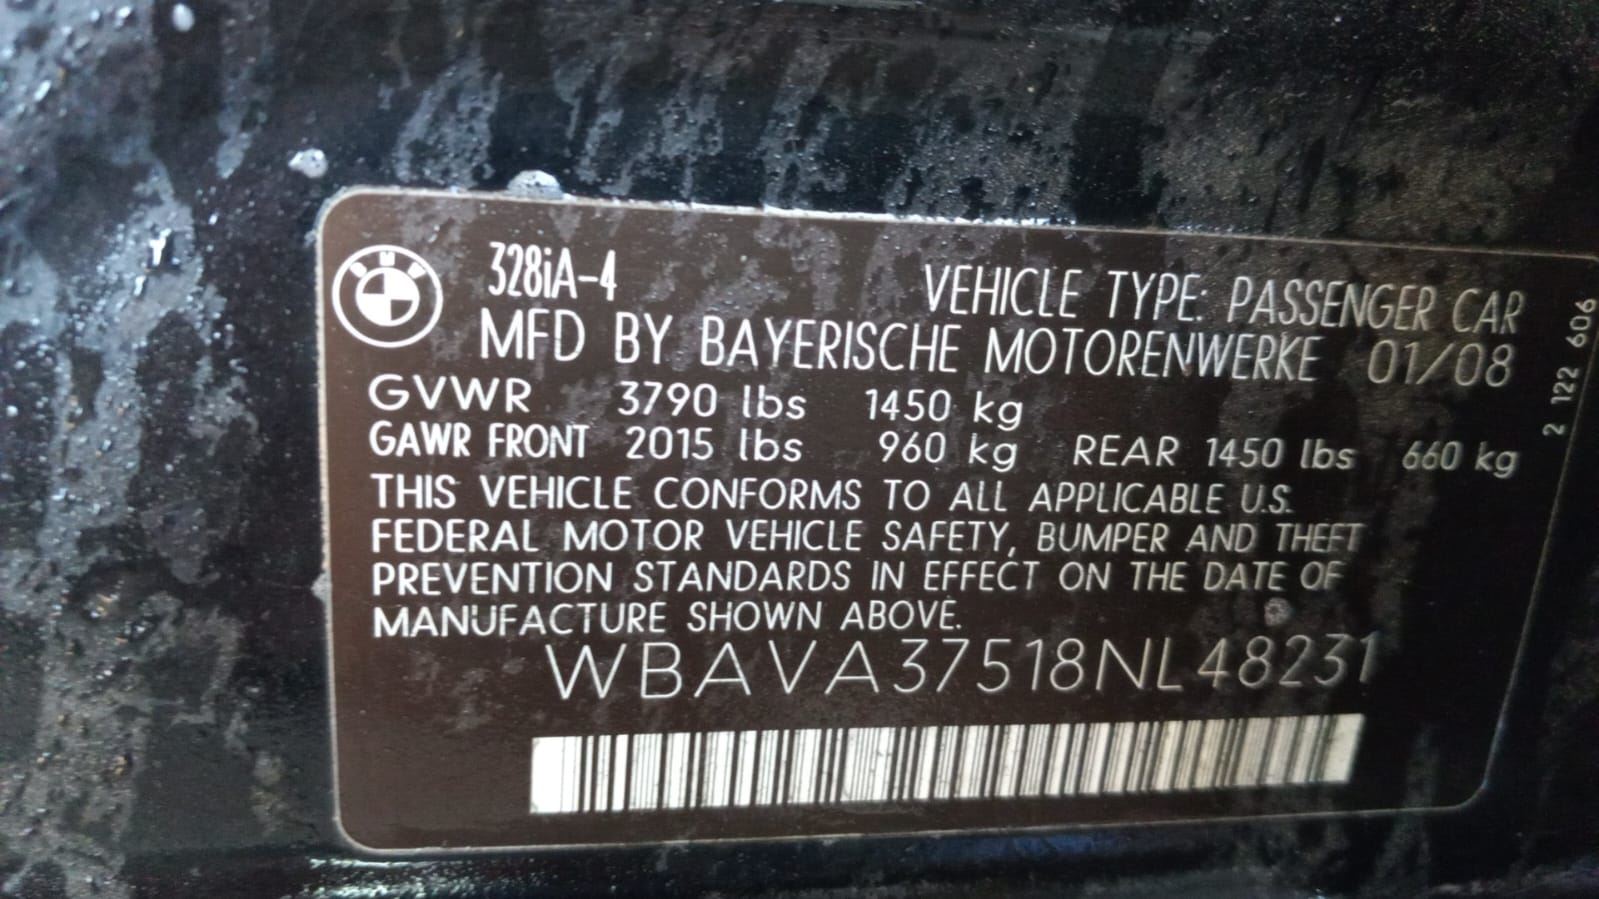 BMW
328iA-4
VEHICLE TYPE: PASSENGER CAR
MFD BY BAYERISCHE MOTORENWERKE 01/08
GVWR 3790 lbs 1450 kg
GAWR FRONT 2015 lbs 960 kg REAR 1450 lbs 660 kg
THIS VEHICLE CONFORMS TO ALL APPLICABLE U.S.
FEDERAL MOTOR VEHICLE SAFETY, BUMPER AND THEFT
PREVENTION STANDARDS IN EFFECT ON THE DATE OF
MANUFACTURE SHOWN ABOVE.
WBAVA37518NL48231
2 122 606